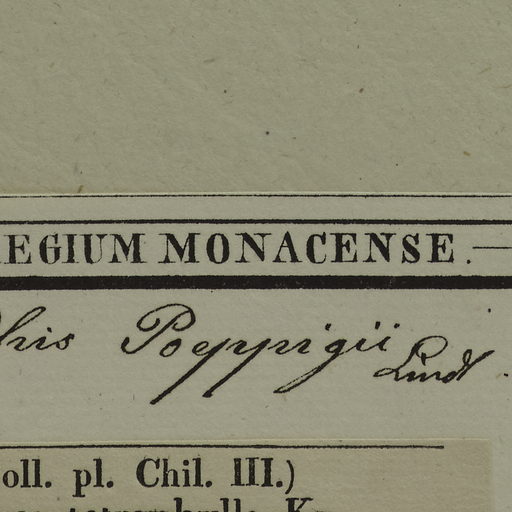 EGIUM MONACENSE.
Poeppigii Lindl.
oll. pl. Chil. III.)